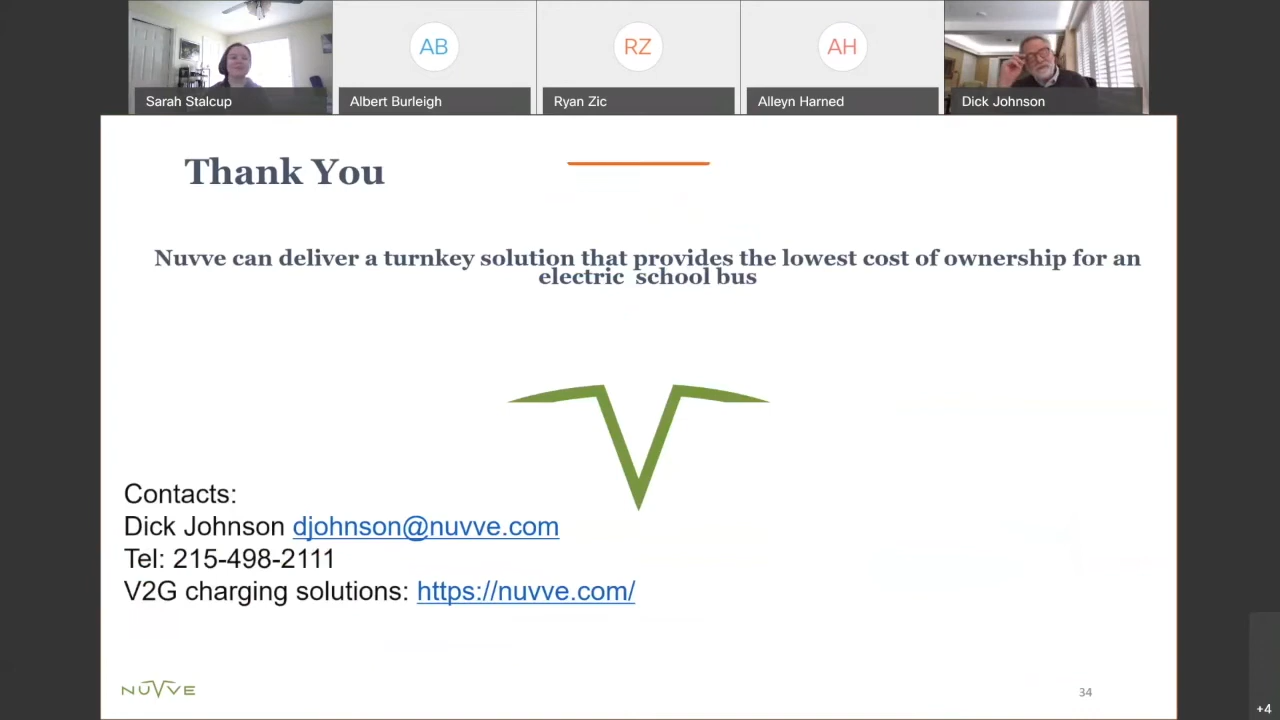 AB
RZ
AH
Sarah Stalcup
Albert Burleigh
Ryan Zic
Alleyn Harned
Dick Johnson
Thank You
Nuvve can deliver a turnkey solution that provides the lowest cost of ownership for an
electric school bus
Contacts:
Dick Johnson djohnson@nuvve.com
Tel: 215-498-2111
V2G charging solutions: https://nuvve.com/
NUVVE
34
+4